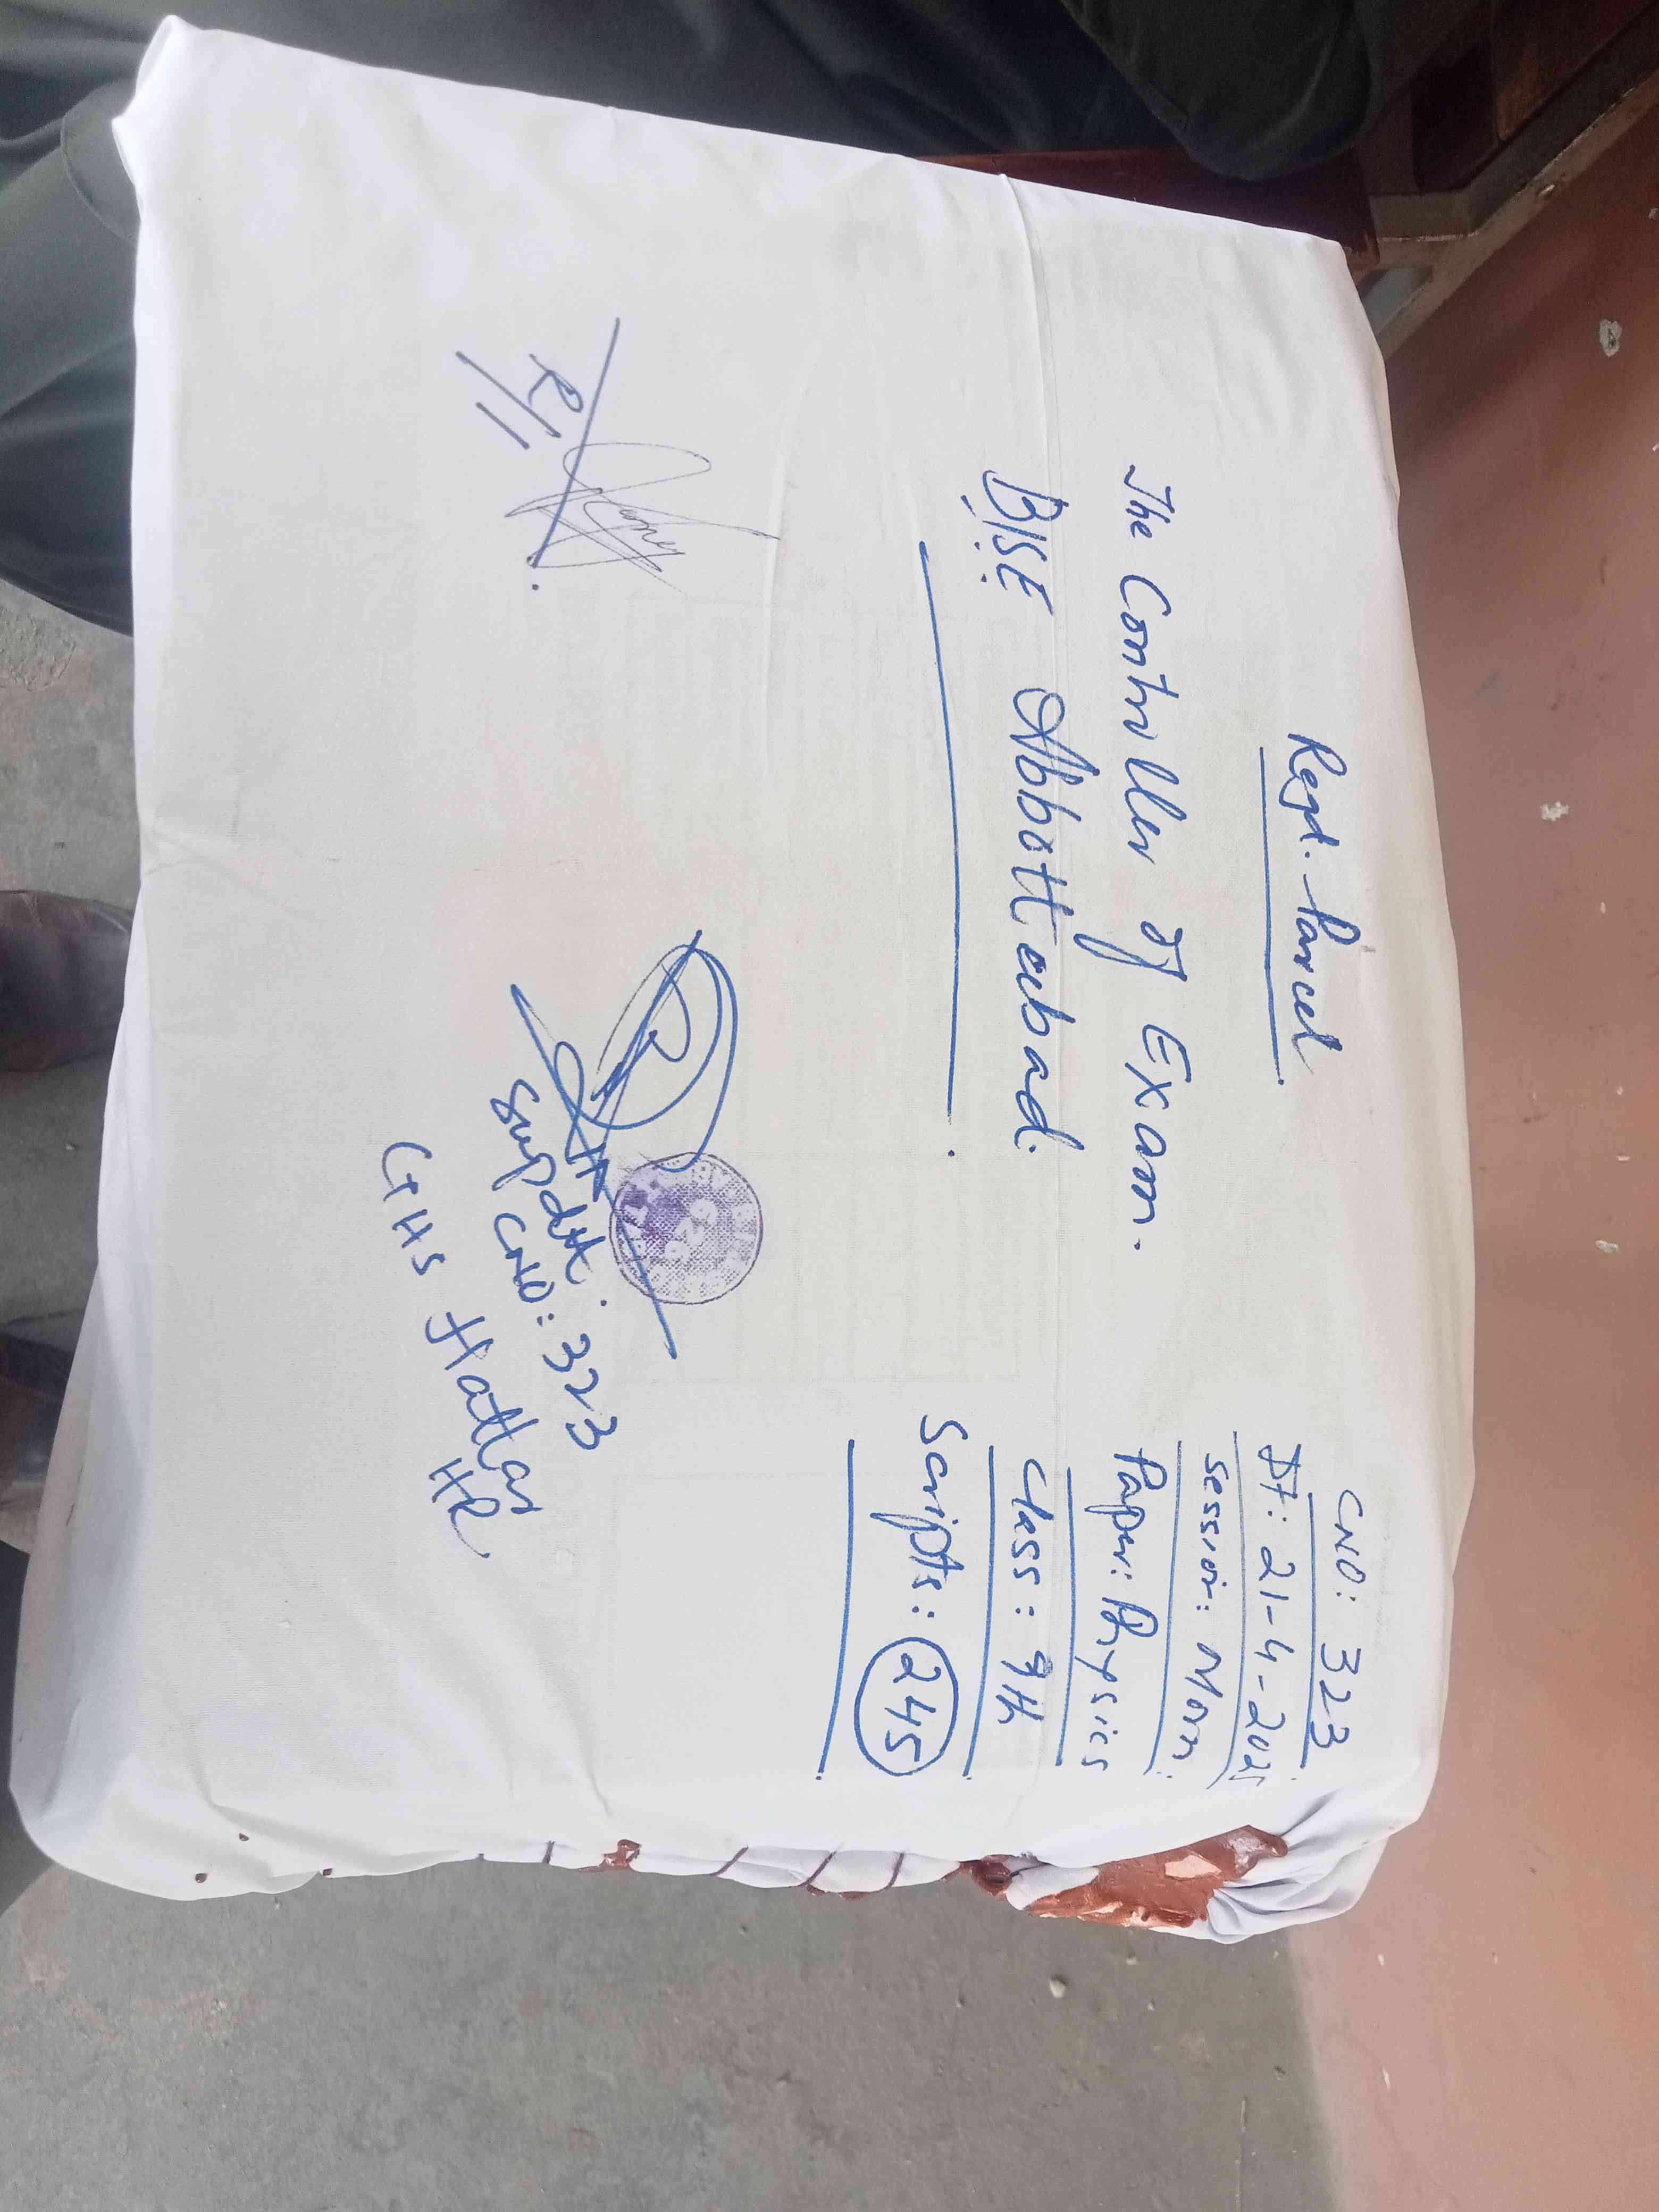 Regd. Parcel
The Controller of Exam.
BISE Abbottabad.
CNO: 323
Dt: 21-4-2025
Session: Morn:
Paper: Physics
Class: 9th
Scripts: 245
R/I
Supdtt.
CNO: 323
GHS Hattar
HR.